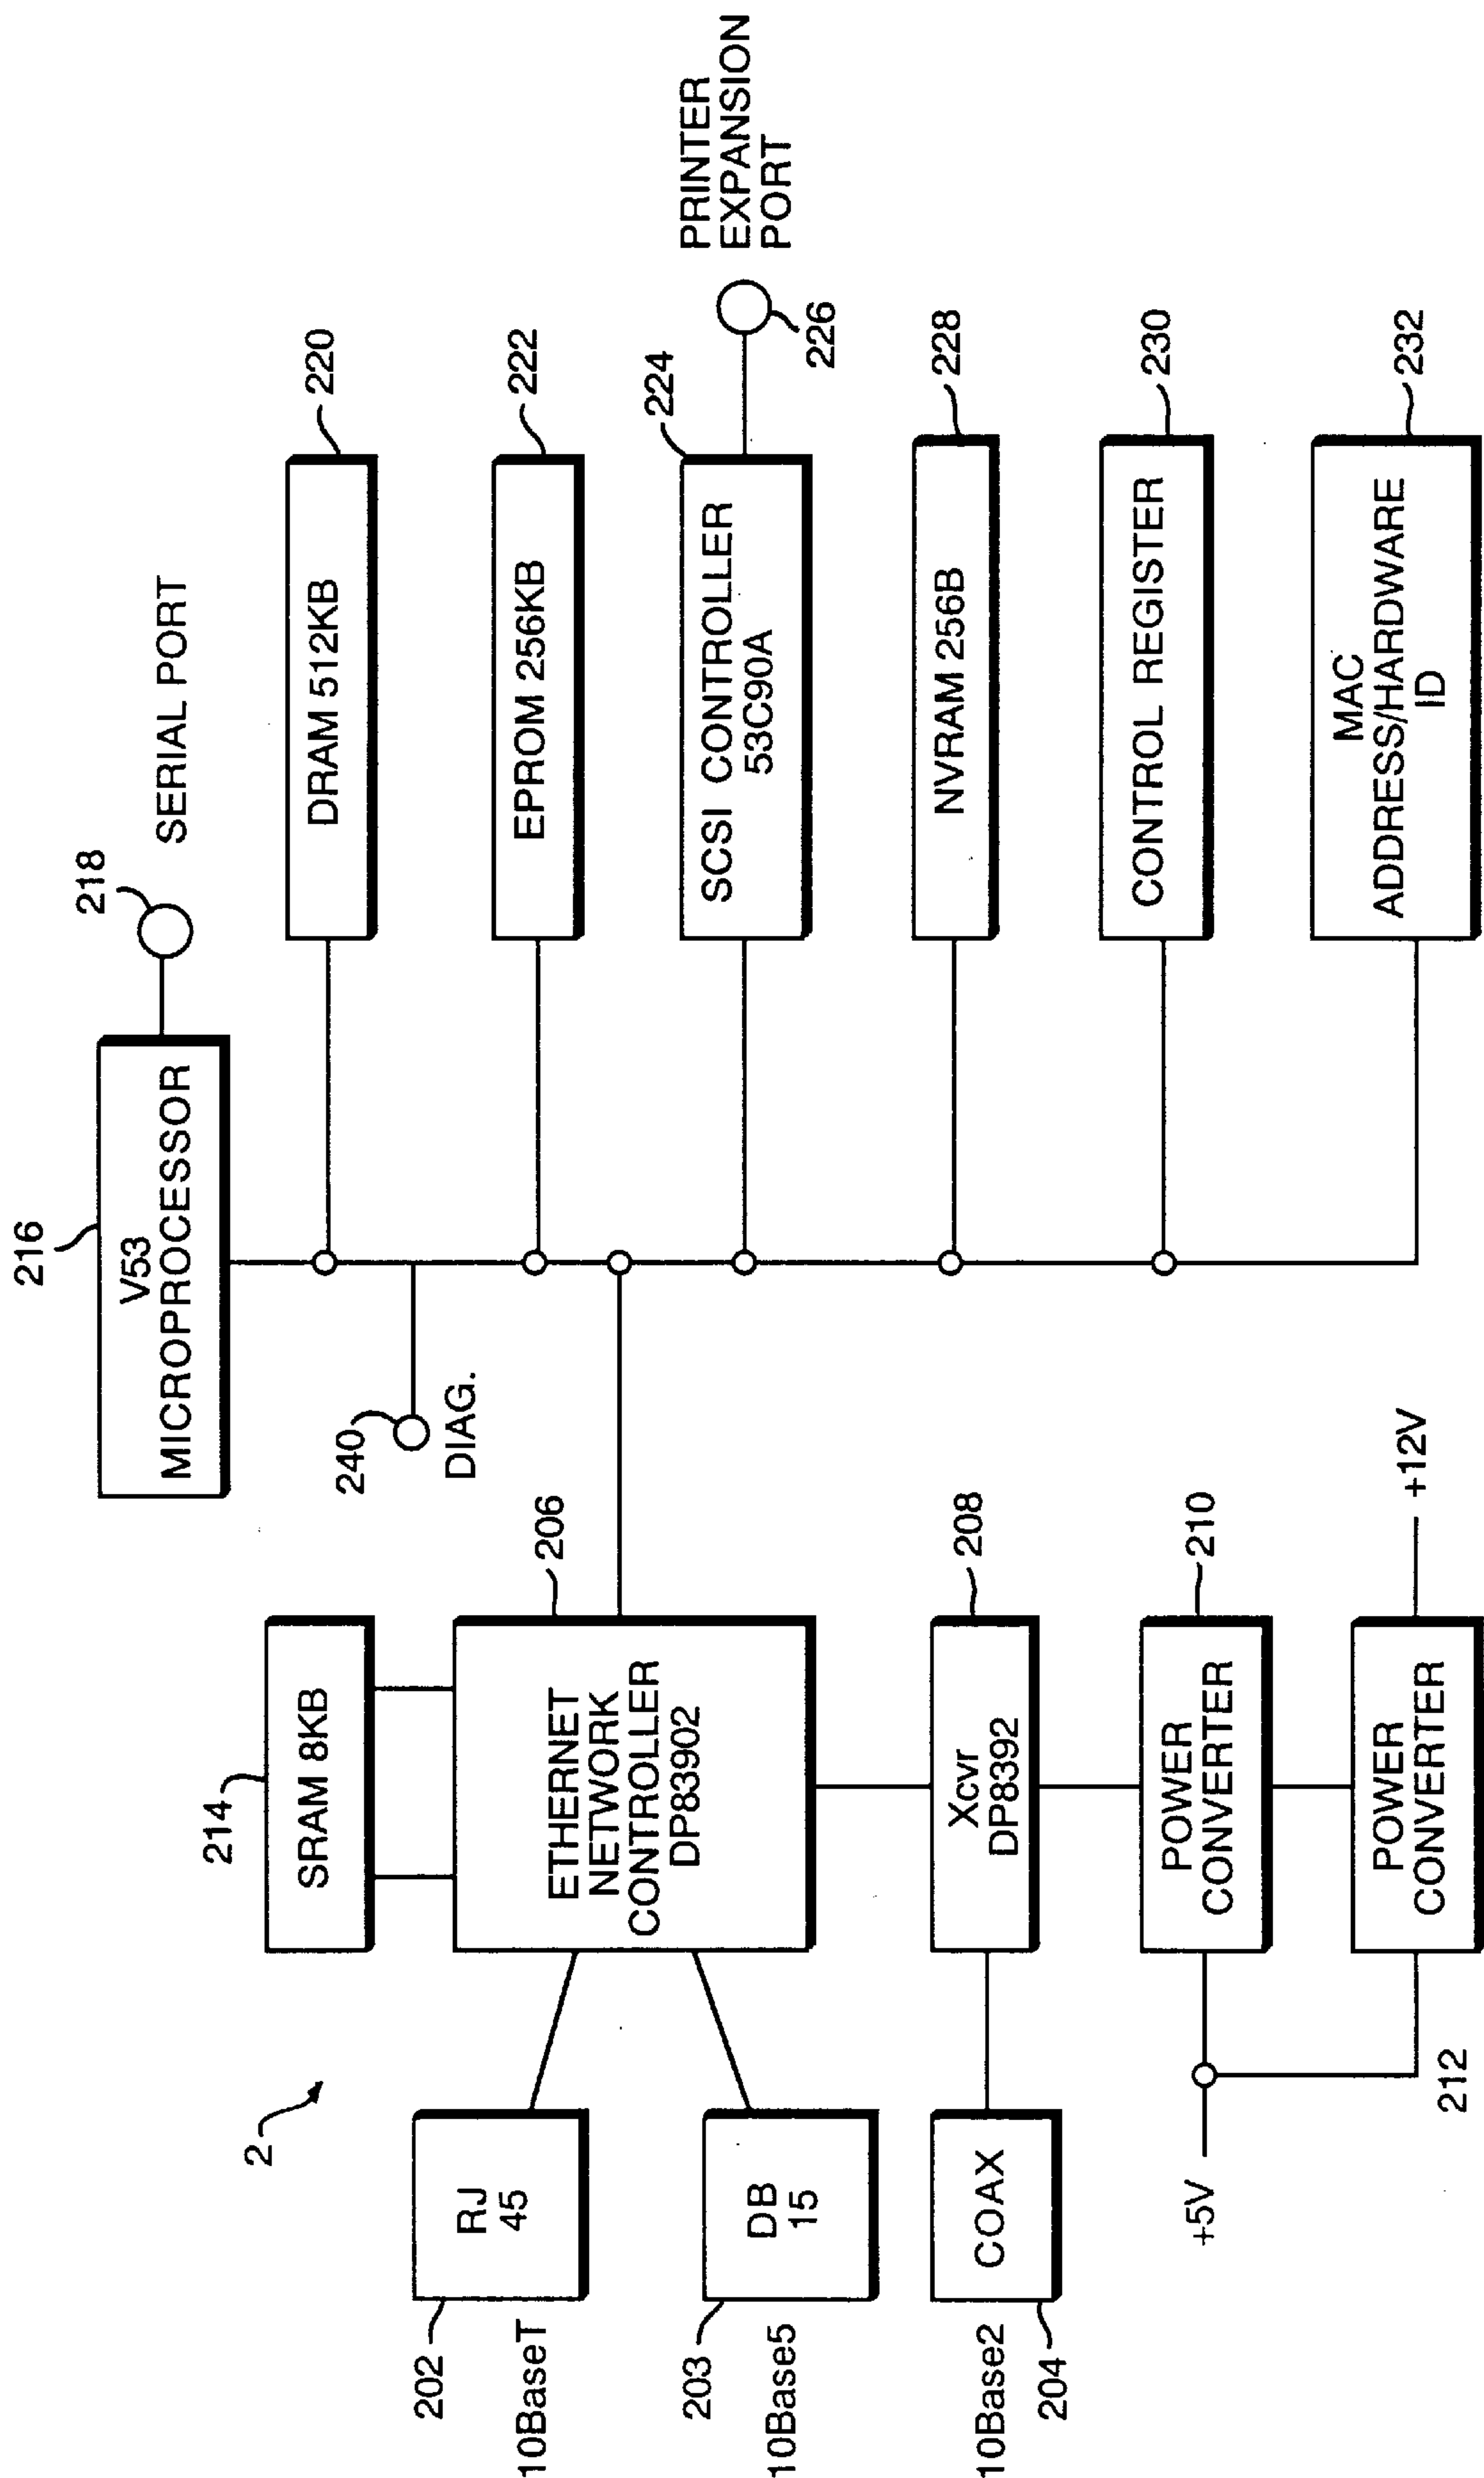 216
V53
MICROPROCESSOR
218
SERIAL PORT
214
SRAM 8KB
240
DIAG.
DRAM 512KB
220
2
206
ETHERNET
NETWORK
CONTROLLER
DP83902
EPROM 256KB
222
202
RJ
45
10BaseT
224
SCSI CONTROLLER
53C90A
226
PRINTER
EXPANSION
PORT
203
DB
15
10Base5
208
Xcvr
DP8392
NVRAM 256B
228
COAX
10Base2
204
210
POWER
CONVERTER
CONTROL REGISTER
230
+5V
212
POWER
CONVERTER
+12V
MAC
ADDRESS/HARDWARE
ID
232